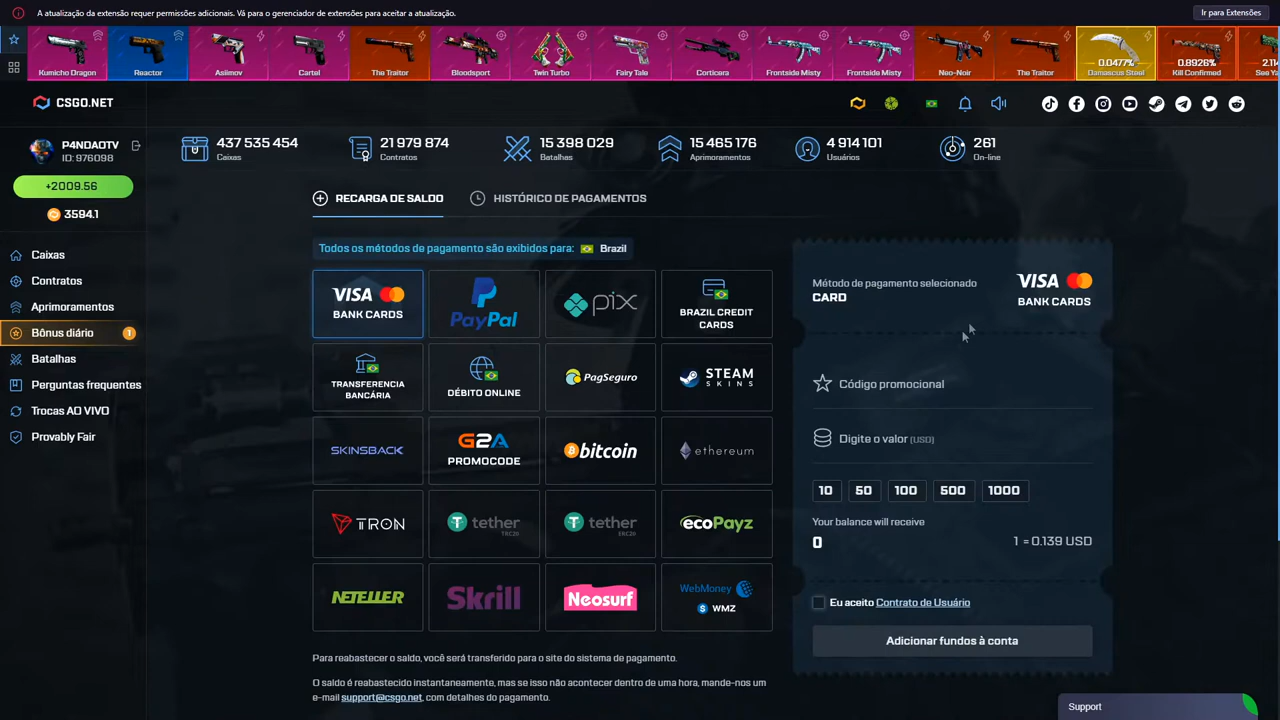 A atualização da extensão requer permissões adicionais. Vá para o gerenciador de extensões para aceitar a atualização.
Ir para Extensões
Kumicho Dragon
Reactor
Asiimov
Cartel
The Traitor
Bloodsport
Twin Turbo
Fairy Tale
Corticera
Frontside Misty
Frontside Misty
Neo-Noir
The Traitor
0.0477%
Damascus Steel
0.8926%
Kill Confirmed
CSGO.NET
437 535 454
Caixas
21 979 874
Contratos
15 398 029
Batalhas
15 465 176
Aprimoramentos
4 914 101
Usuários
261
On-line
P4NDAOTV
ID: 976098
+2009.56
3594.1
Caixas
Contratos
Aprimoramentos
Bônus diário 1
Batalhas
Perguntas frequentes
Trocas AO VIVO
Provably Fair
RECARGA DE SALDO
HISTÓRICO DE PAGAMENTOS
Todos os métodos de pagamento são exibidos para: Brazil
VISA
BANK CARDS
PayPal
pix
BRAZIL CREDIT
CARDS
TRANSFERENCIA
BANCÁRIA
DÉBITO ONLINE
PagSeguro
STEAM
SKINS
SKINSBACK
G2A
PROMOCODE
bitcoin
ethereum
TRON
tether
TRC20
tether
ERC20
ecoPayz
NETELLER
Skrill
Neosurf
WebMoney
WMZ
Para reabastecer o saldo, você será transferido para o site do sistema de pagamento.
O saldo é reabastecido instantaneamente, mas se isso não acontecer dentro de uma hora, mande-nos um
e-mail support@csgo.net, com detalhes do pagamento.
Método de pagamento selecionado
CARD
VISA
BANK CARDS
Código promocional
Digite o valor (USD)
10 50 100 500 1000
Your balance will receive
0
1 = 0.139 USD
Eu aceito Contrato de Usuário
Adicionar fundos à conta
Support